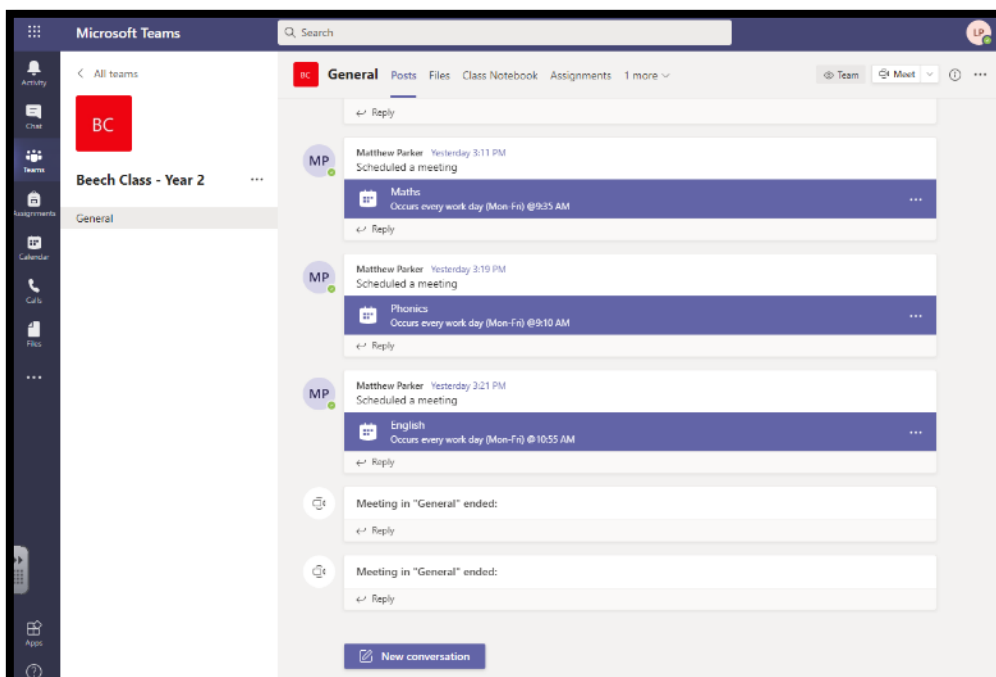 Microsoft Teams
Search
LP
Activity
Chat
Teams
Assignments
Calendar
Calls
Files
Apps
All teams
BC
Beech Class - Year 2
General
BC General Posts Files Class Notebook Assignments 1 more Team Meet
Reply
MP
Matthew Parker Yesterday 3:11 PM
Scheduled a meeting
Maths
Occurs every work day (Mon-Fri) @9:35 AM
Reply
MP
Matthew Parker Yesterday 3:19 PM
Scheduled a meeting
Phonics
Occurs every work day (Mon-Fri) @9:10 AM
Reply
MP
Matthew Parker Yesterday 3:21 PM
Scheduled a meeting
English
Occurs every work day (Mon-Fri) @10:55 AM
Reply
Meeting in "General" ended:
Reply
Meeting in "General" ended:
Reply
New conversation